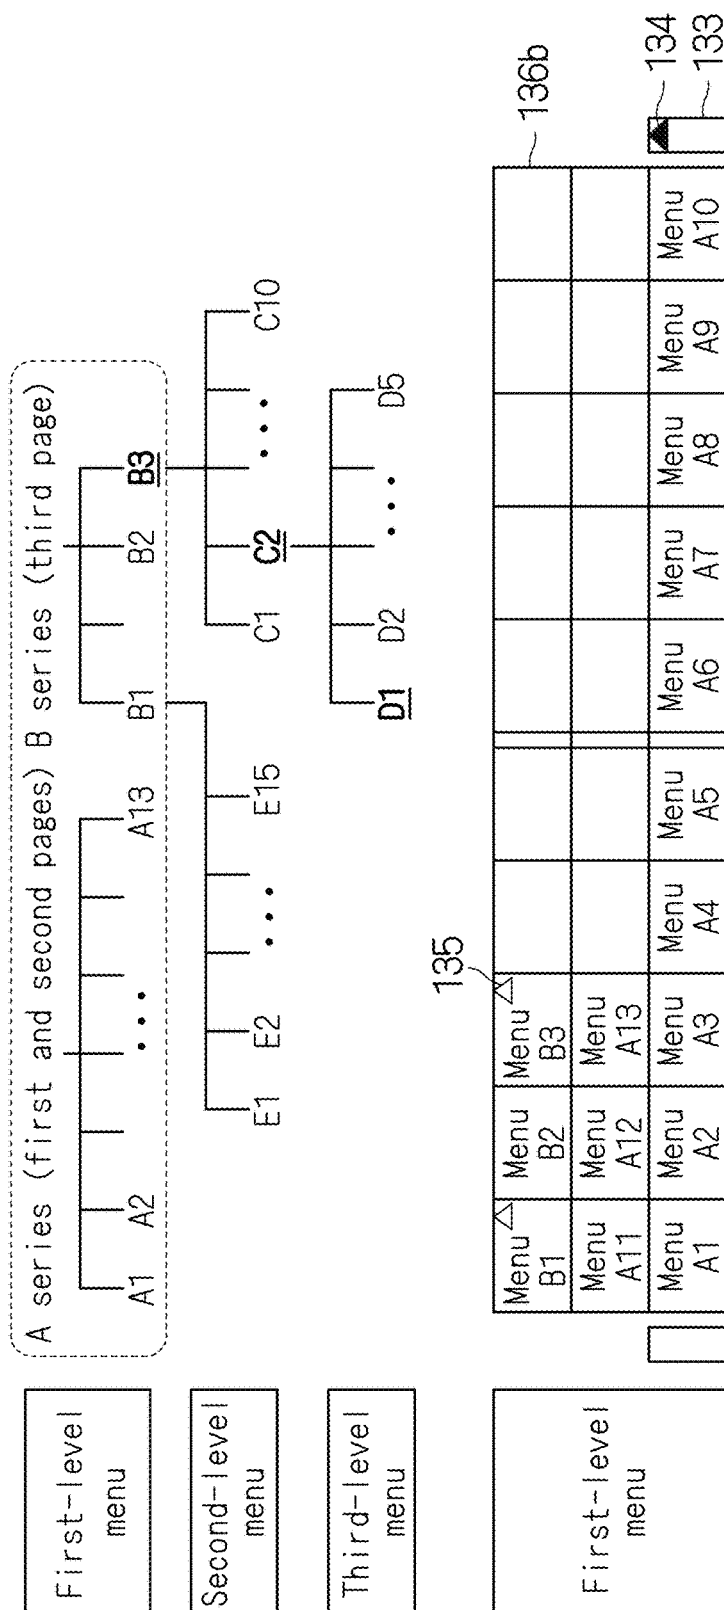 First-level
menu
A series (first and second pages) B series (third page)
A1 A2 ••• A13 B1 B2 B3
Second-level
menu
E1 E2 ••• E15 C1 C2 ••• C10
Third-level
menu
D1 D2 ••• D5
First-level
menu
135
136b
Menu B1 Menu B2 Menu B3
Menu A11 Menu A12 Menu A13
Menu A1 Menu A2 Menu A3 Menu A4 Menu A5 Menu A6 Menu A7 Menu A8 Menu A9 Menu A10
134
133